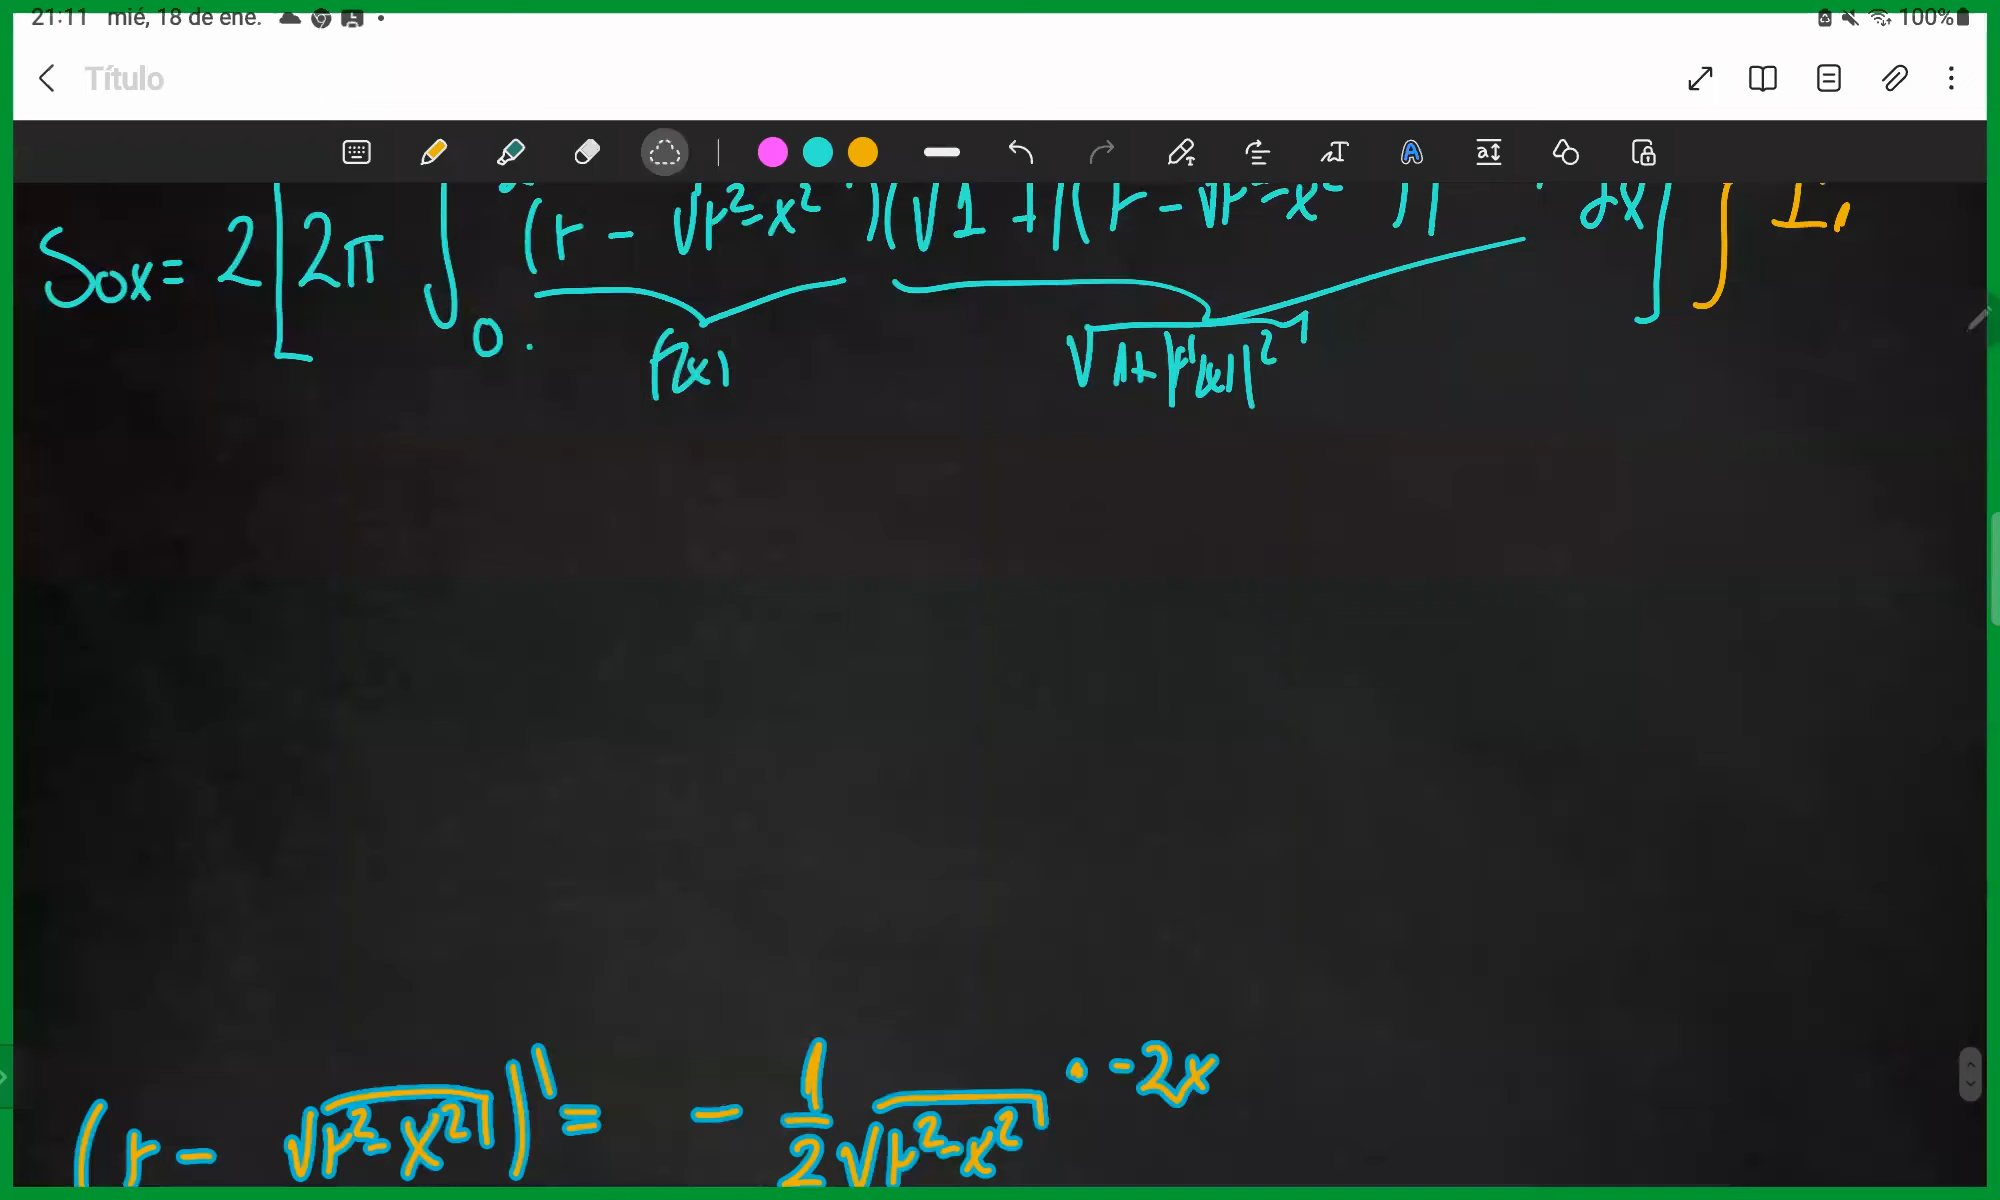 21:11 mié, 18 de ene. 100%
Título
Sox = 2[2π ∫₀ (r - √r²-x²)(√1 + |(r - √r²-x²)| dx] ∫ I,
f(x) √1+|f'(x)|²
(r - √r²-x²)' = - 1/2√r²-x² · -2x